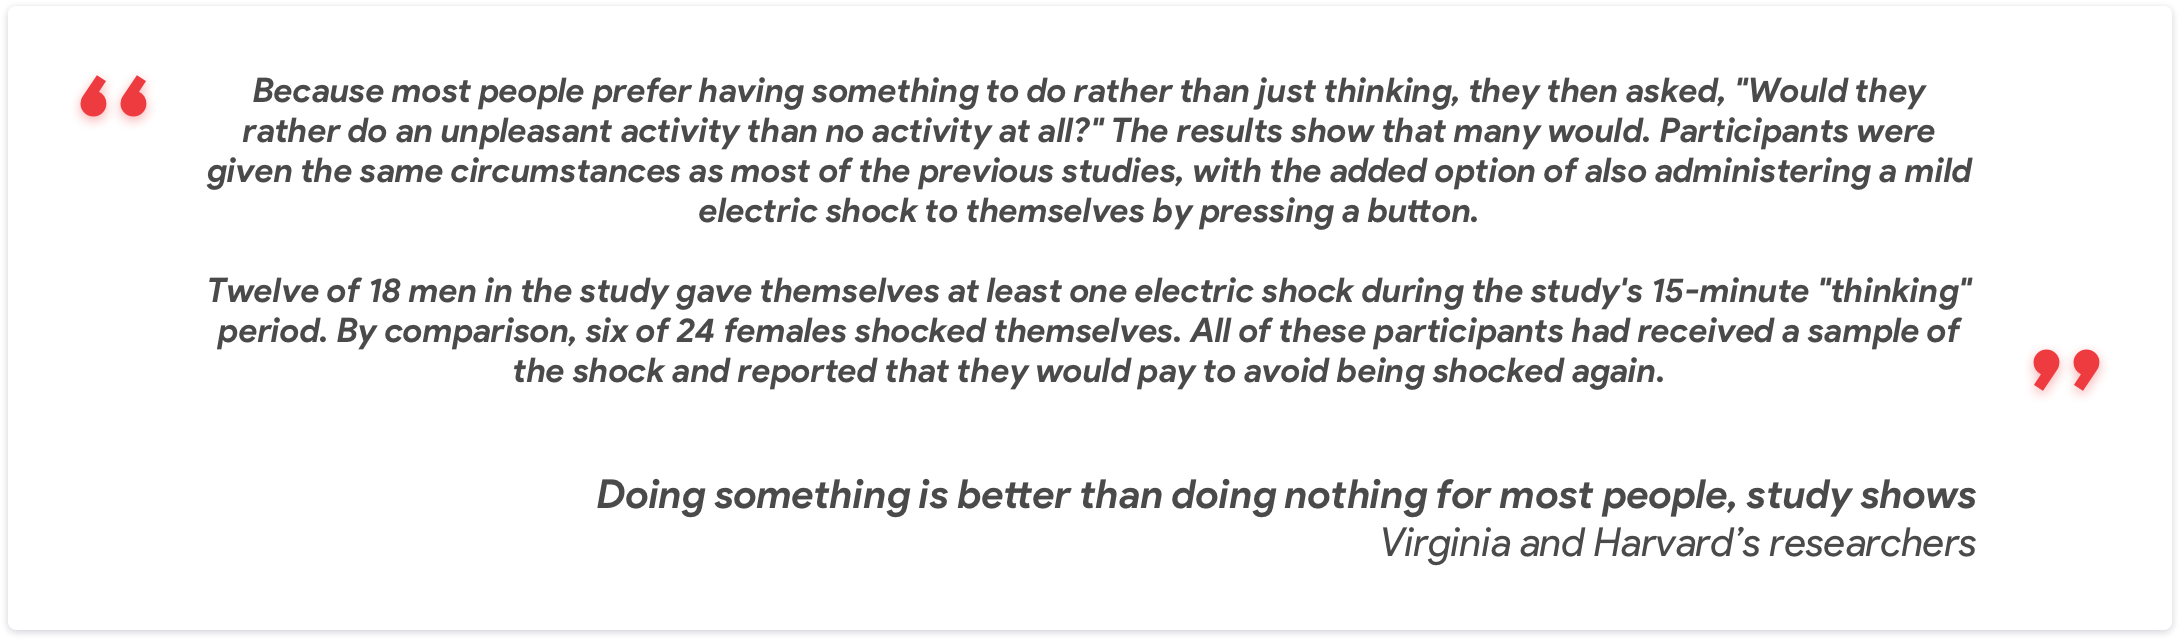 “
Because most people prefer having something to do rather than just thinking, they then asked, "Would they
rather do an unpleasant activity than no activity at all?" The results show that many would. Participants were
given the same circumstances as most of the previous studies, with the added option of also administering a mild
electric shock to themselves by pressing a button.
Twelve of 18 men in the study gave themselves at least one electric shock during the study's 15-minute "thinking"
period. By comparison, six of 24 females shocked themselves. All of these participants had received a sample of
the shock and reported that they would pay to avoid being shocked again.
”
Doing something is better than doing nothing for most people, study shows
Virginia and Harvard’s researchers